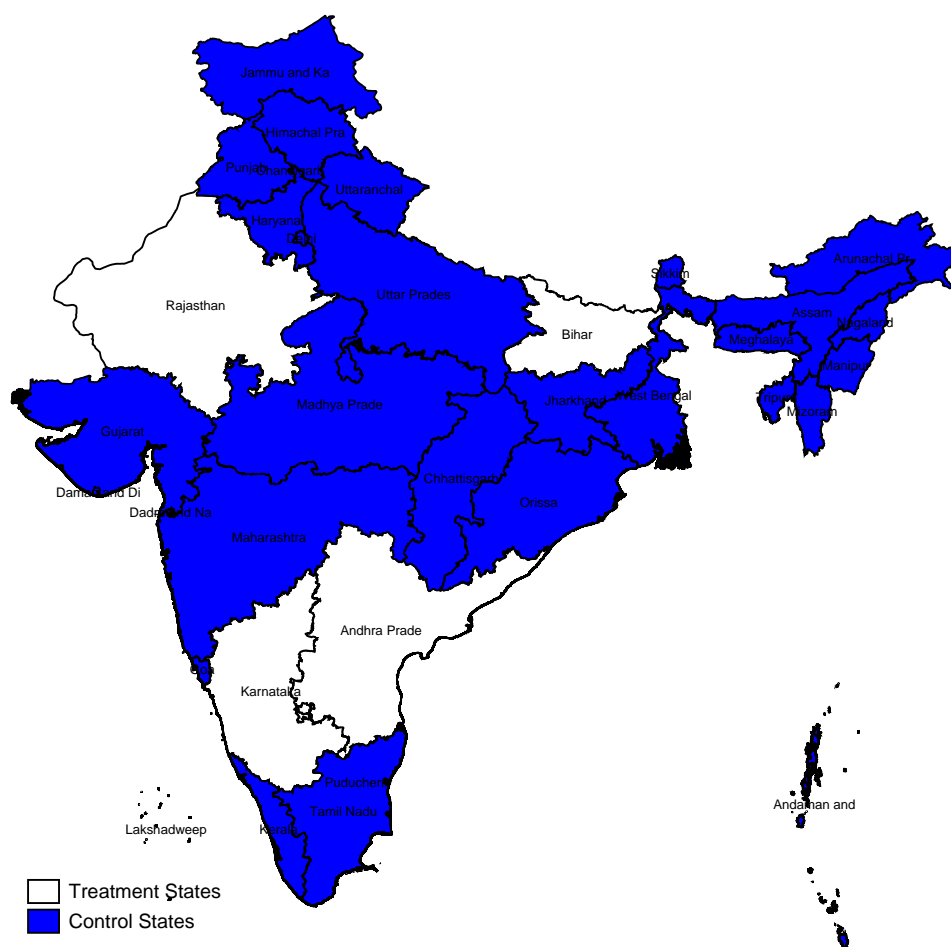 Jammu and Ka
Himachal Pra
Punjab
Chandigarh
Uttaranchal
Haryana
Delhi
Arunachal Pr
Sikkim
Uttar Prades
Rajasthan
Assam
Nagaland
Bihar
Meghalaya
Manipur
Tripura
Mizoram
Jharkhand
West Bengal
Madhya Prade
Gujarat
Chhattisgarh
Daman and Di
Orissa
Dadra and Na
Maharashtra
Andhra Prade
Goa
Karnataka
Puducherr
Andaman and
Tamil Nadu
Lakshadweep
Kerala
Treatment States
Control States